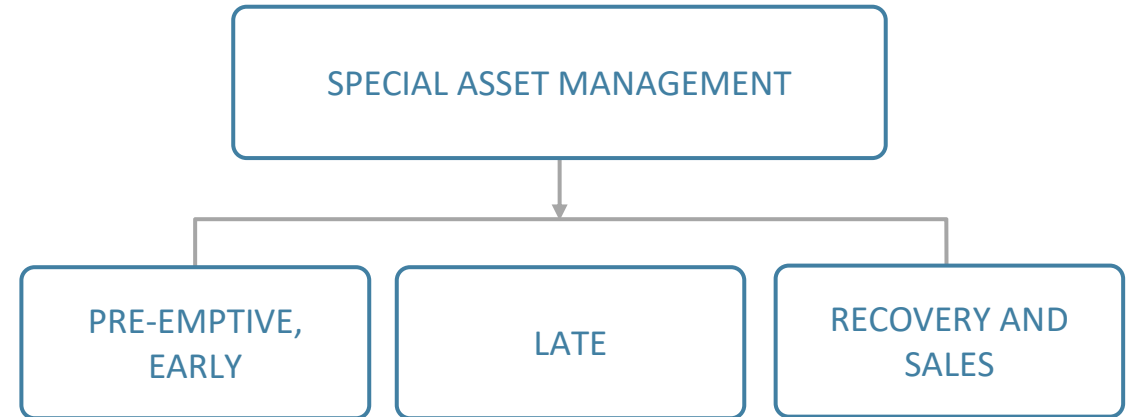 SPECIAL ASSET MANAGEMENT
PRE-EMPTIVE,
EARLY
LATE
RECOVERY AND
SALES